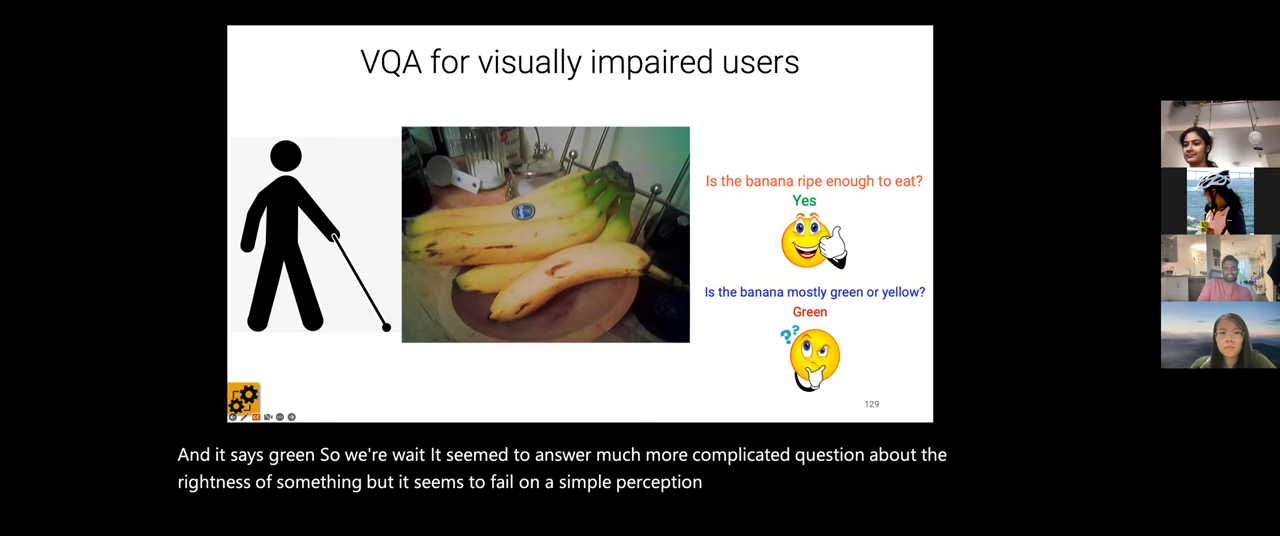 VQA for visually impaired users
Is the banana ripe enough to eat?
Yes
Is the banana mostly green or yellow?
Green
??
129
And it says green So we're wait It seemed to answer much more complicated question about the
rightness of something but it seems to fail on a simple perception